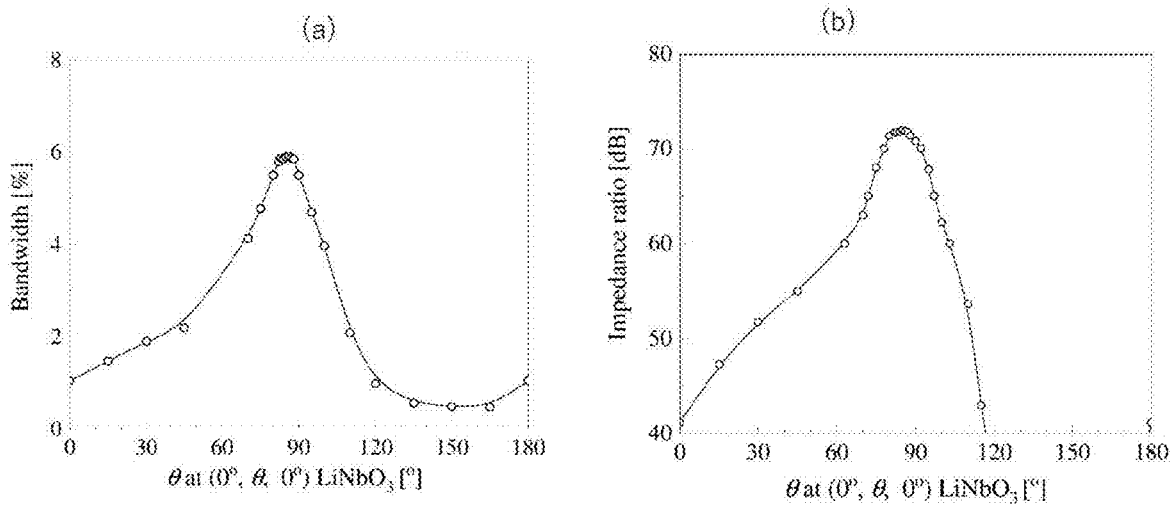 (a)
8
6
4
2
0
Bandwidth [%]
0 30 60 90 120 150 180
θ at (0°, θ, 0°) LiNbO₃ [°]
(b)
80
70
60
50
40
Impedance ratio [dB]
0 30 60 90 120 150 180
θ at (0°, θ, 0°) LiNbO₃ [°]